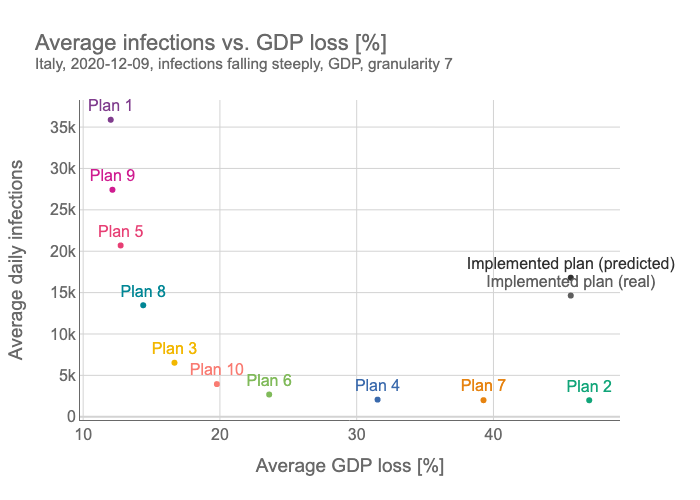 Average infections vs. GDP loss [%]
Italy, 2020-12-09, infections falling steeply, GDP, granularity 7
Plan 1
35k
30k
Plan 9
25k
Plan 5
20k
Implemented plan (predicted)
Implemented plan (real)
Plan 8
15k
10k
Plan 3
Plan 10
Plan 6
5k
Plan 4
Plan 7
Plan 2
0
10
20
30
40
Average daily infections
Average GDP loss [%]